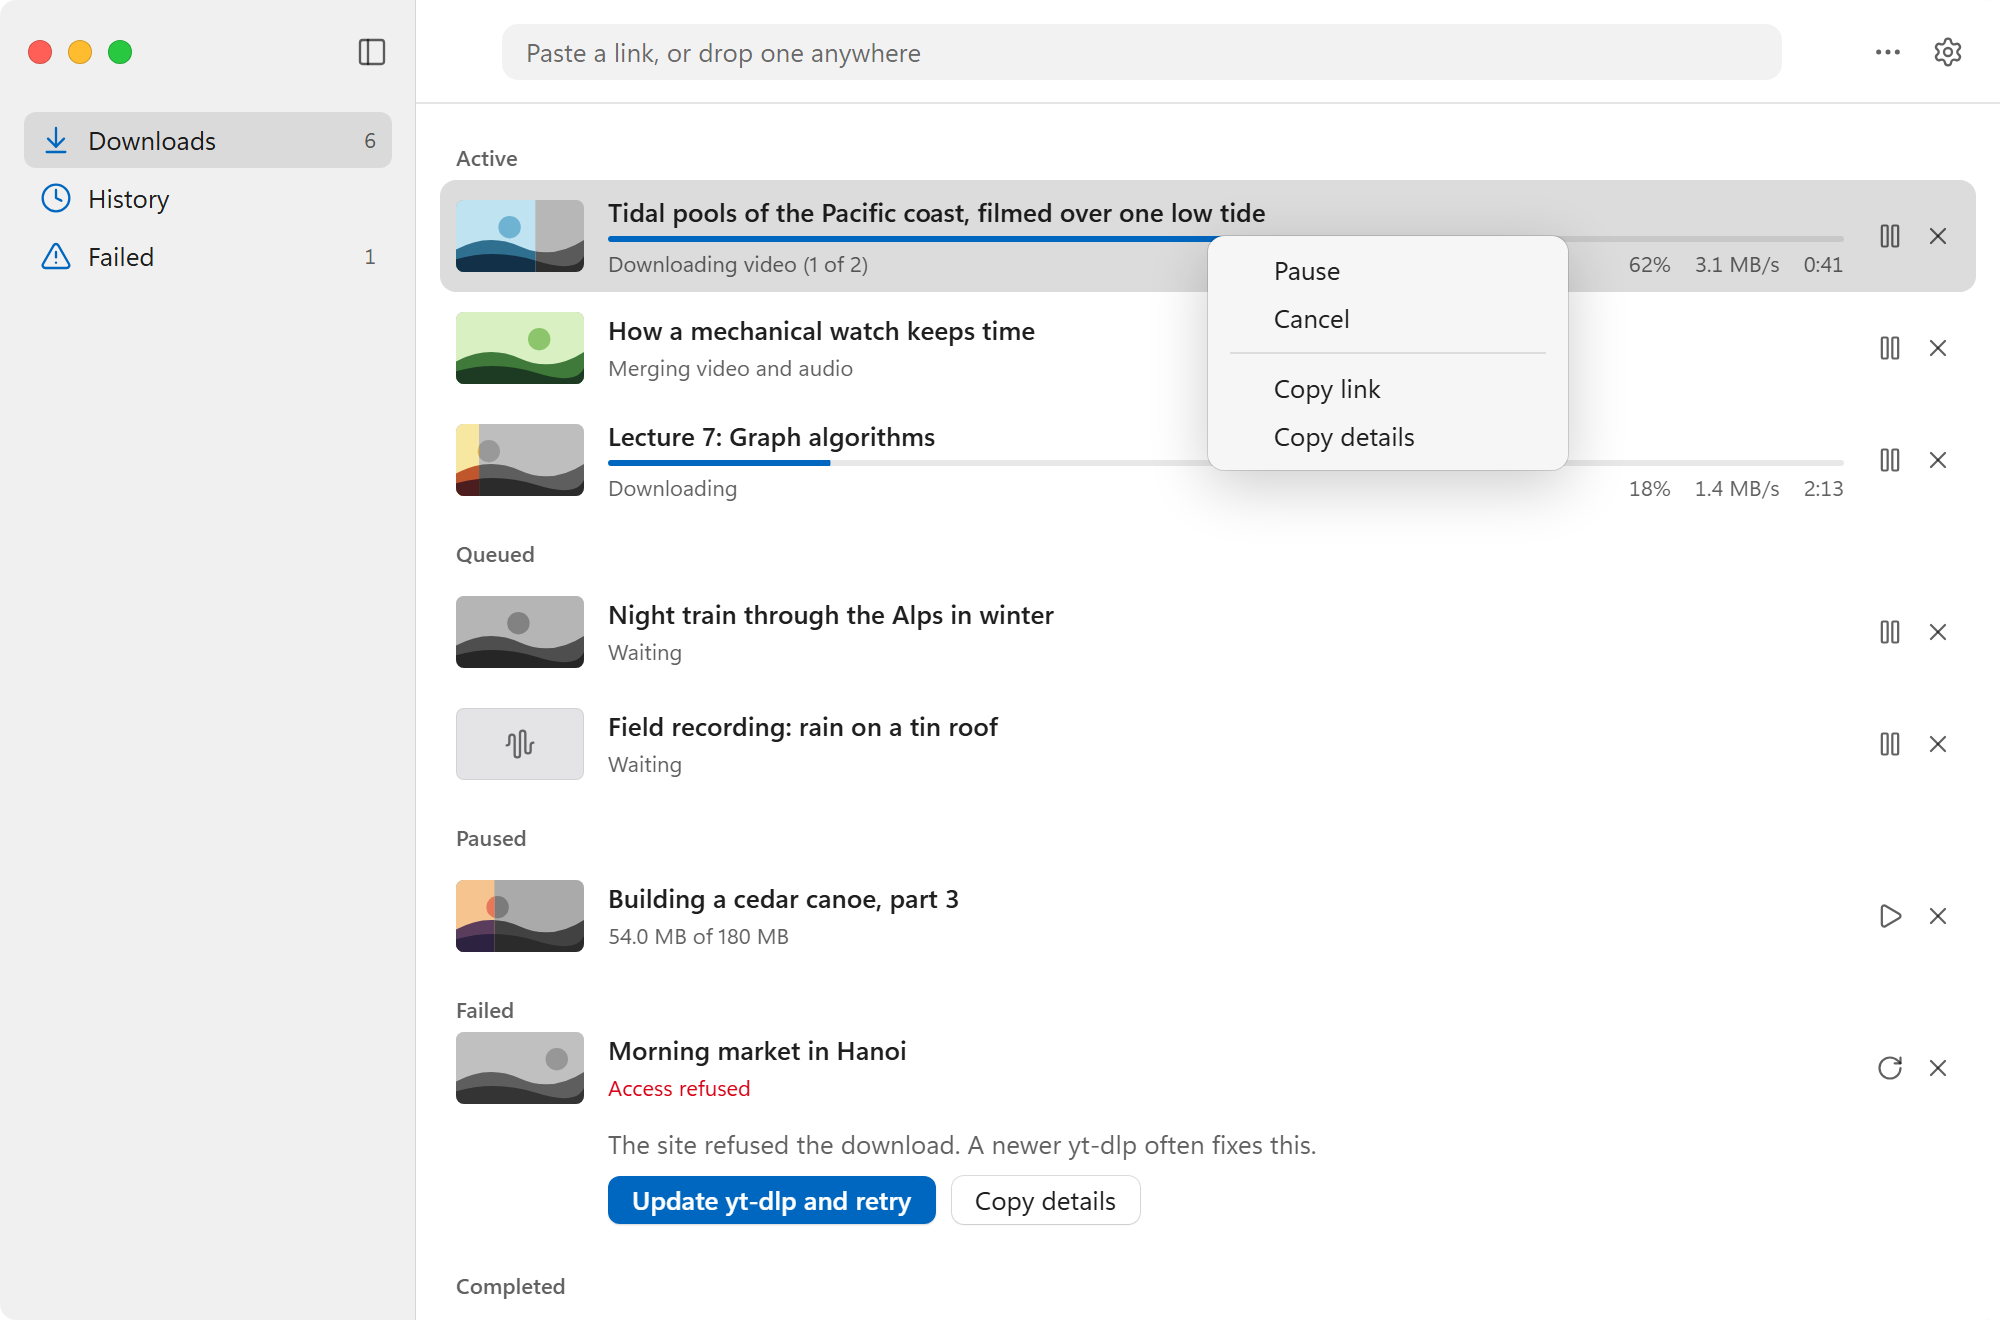 Paste a link, or drop one anywhere
Downloads 6
History
Failed 1
Active
Tidal pools of the Pacific coast, filmed over one low tide
Downloading video (1 of 2) 62% 3.1 MB/s 0:41
Pause
Cancel
Copy link
Copy details
How a mechanical watch keeps time
Merging video and audio
Lecture 7: Graph algorithms
Downloading 18% 1.4 MB/s 2:13
Queued
Night train through the Alps in winter
Waiting
Field recording: rain on a tin roof
Waiting
Paused
Building a cedar canoe, part 3
54.0 MB of 180 MB
Failed
Morning market in Hanoi
Access refused
The site refused the download. A newer yt-dlp often fixes this.
Update yt-dlp and retry Copy details
Completed